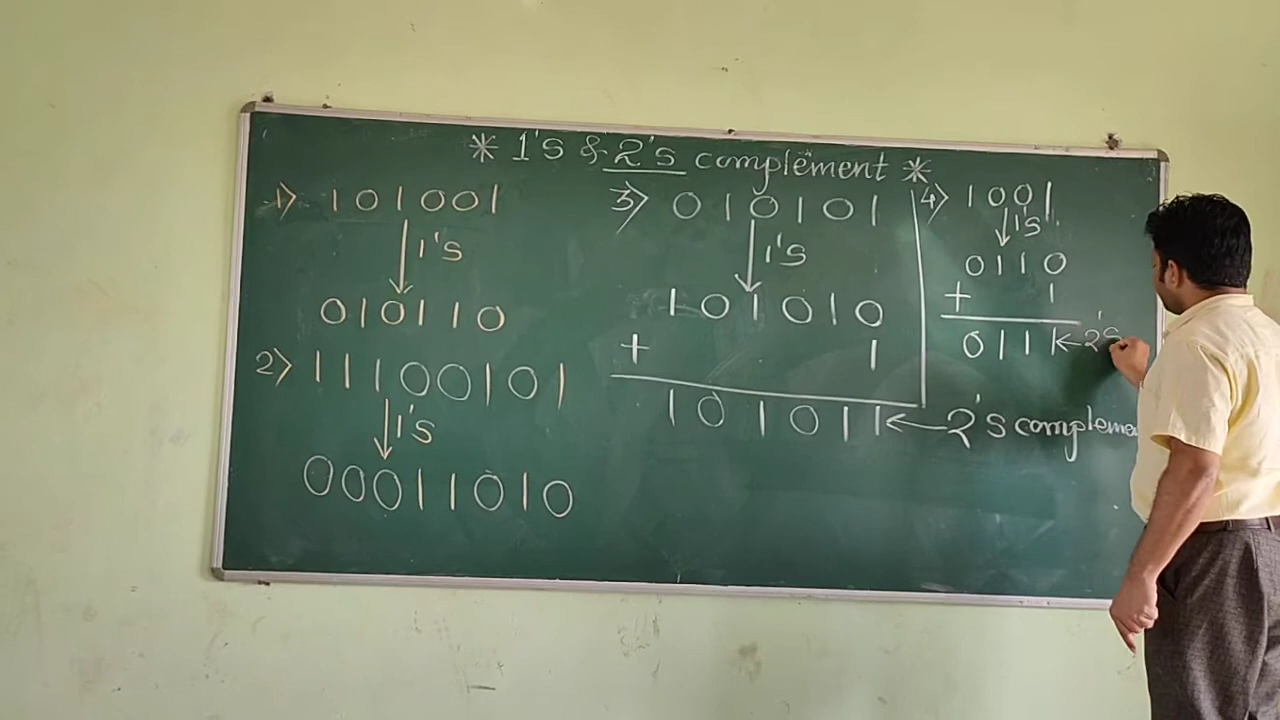 * 1's & 2's complement *
1) 101001
↓ 1's
010110
2) 11100101
↓ 1's
00011010
3) 010101
↓ 1's
101010
+ 1
101011 ← 2's compleme
4) 1001
↓ 1's
0110
+ 1
0111 ← 2's